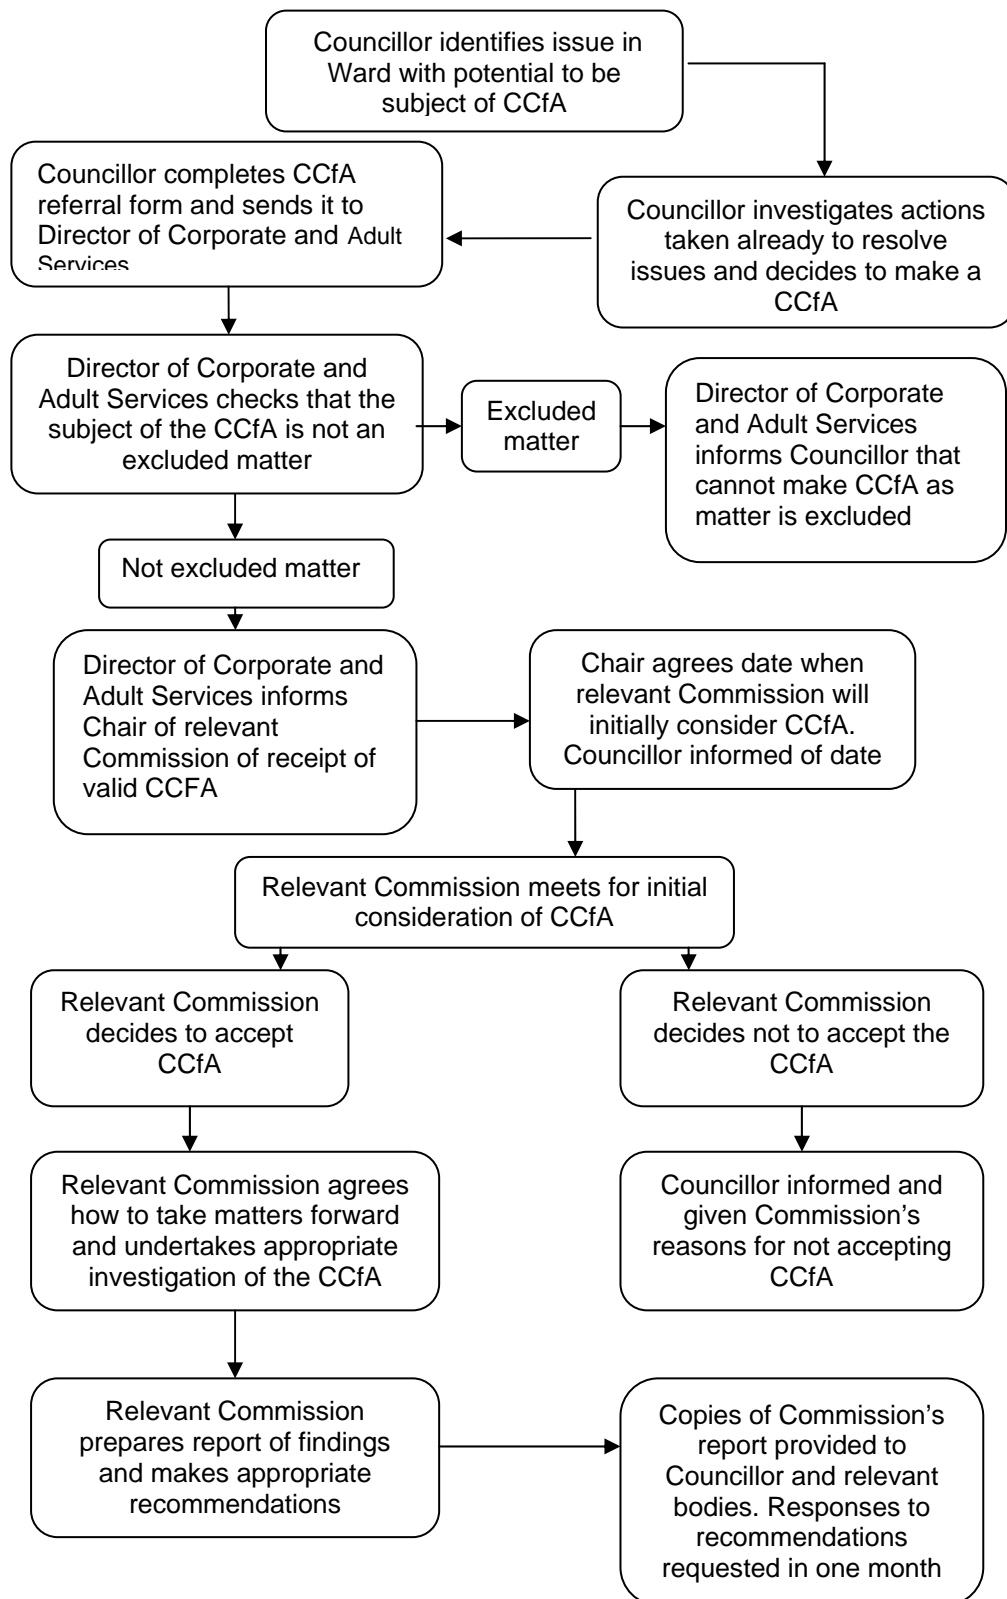 Councillor identifies issue in
Ward with potential to be
subject of CCfA
Councillor investigates actions
taken already to resolve
issues and decides to make a
CCfA
Councillor completes CCfA
referral form and sends it to
Director of Corporate and Adult
Services
Director of Corporate and
Adult Services checks that the
subject of the CCfA is not an
excluded matter
Excluded
matter
Director of Corporate
and Adult Services
informs Councillor that
cannot make CCfA as
matter is excluded
Not excluded matter
Director of Corporate and
Adult Services informs
Chair of relevant
Commission of receipt of
valid CCFA
Chair agrees date when
relevant Commission will
initially consider CCfA.
Councillor informed of date
Relevant Commission meets for initial
consideration of CCfA
Relevant Commission
decides to accept
CCfA
Relevant Commission
decides not to accept the
CCfA
Relevant Commission agrees
how to take matters forward
and undertakes appropriate
investigation of the CCfA
Councillor informed and
given Commission's
reasons for not accepting
CCfA
Relevant Commission
prepares report of findings
and makes appropriate
recommendations
Copies of Commission's
report provided to
Councillor and relevant
bodies. Responses to
recommendations
requested in one month